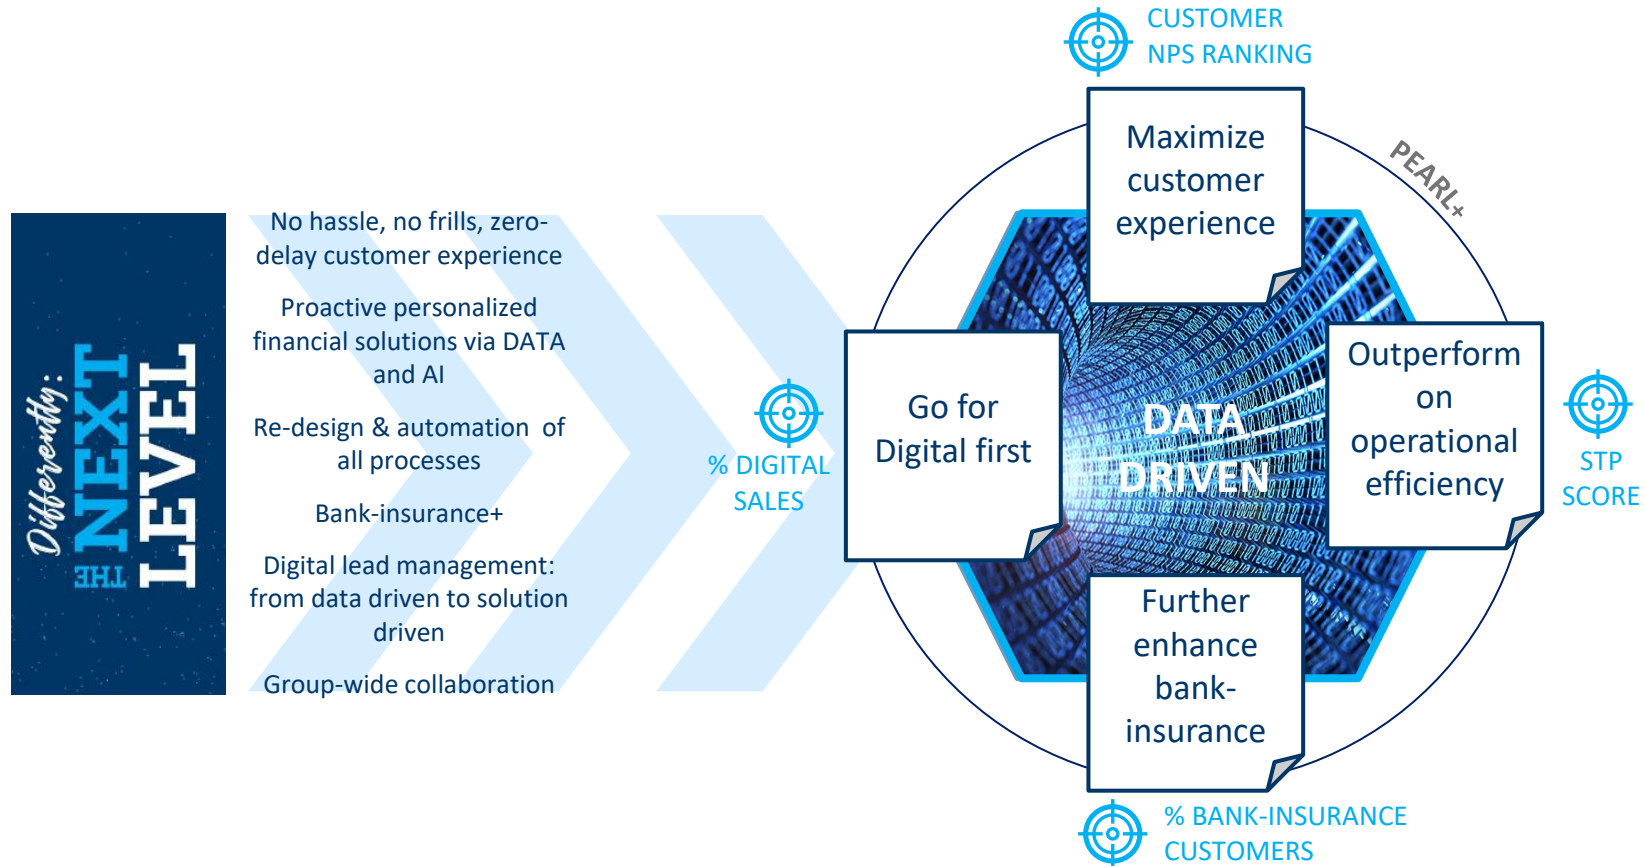 Differently:
THE NEXT
LEVEL
No hassle, no frills, zero-
delay customer experience
Proactive personalized
financial solutions via DATA
and AI
Re-design & automation of
all processes
Bank-insurance+
Digital lead management:
from data driven to solution
driven
Group-wide collaboration
CUSTOMER
NPS RANKING
Maximize
customer
experience
PEARL+
Go for
Digital first
% DIGITAL
SALES
DATA
DRIVEN
Outperform
on
operational
efficiency
STP
SCORE
Further
enhance
bank-
insurance
% BANK-INSURANCE
CUSTOMERS